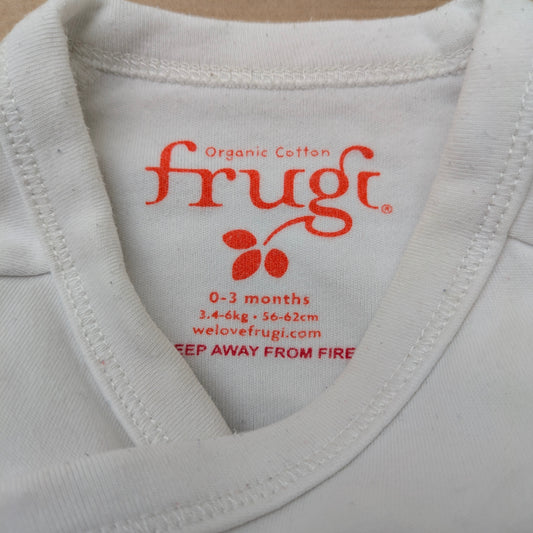 Organic Cotton
frugi®
0-3 months
3.4-6kg • 56-62cm
welovefrugi.com
EEP AWAY FROM FIRE